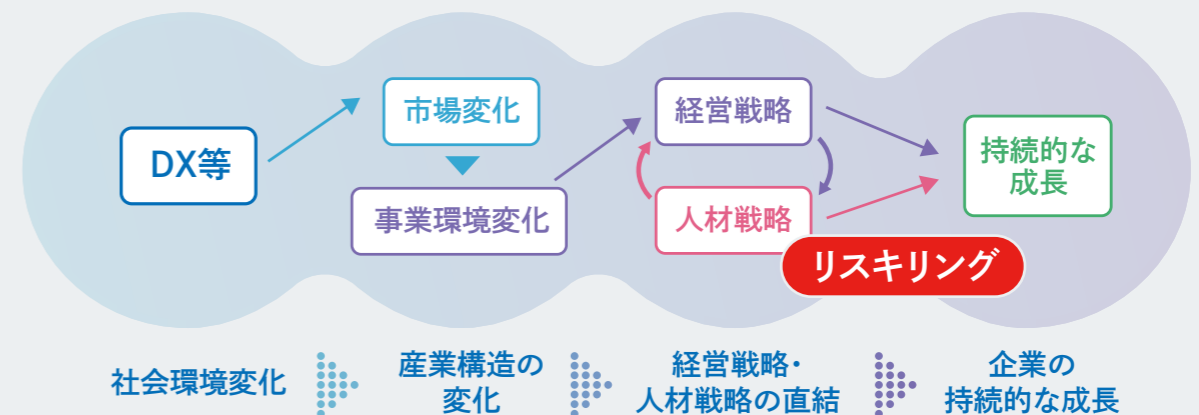 DX等
市場変化
事業環境変化
経営戦略
人材戦略
リスキリング
持続的な
成長
社会環境変化
産業構造の
変化
経営戦略・
人材戦略の直結
企業の
持続的な成長